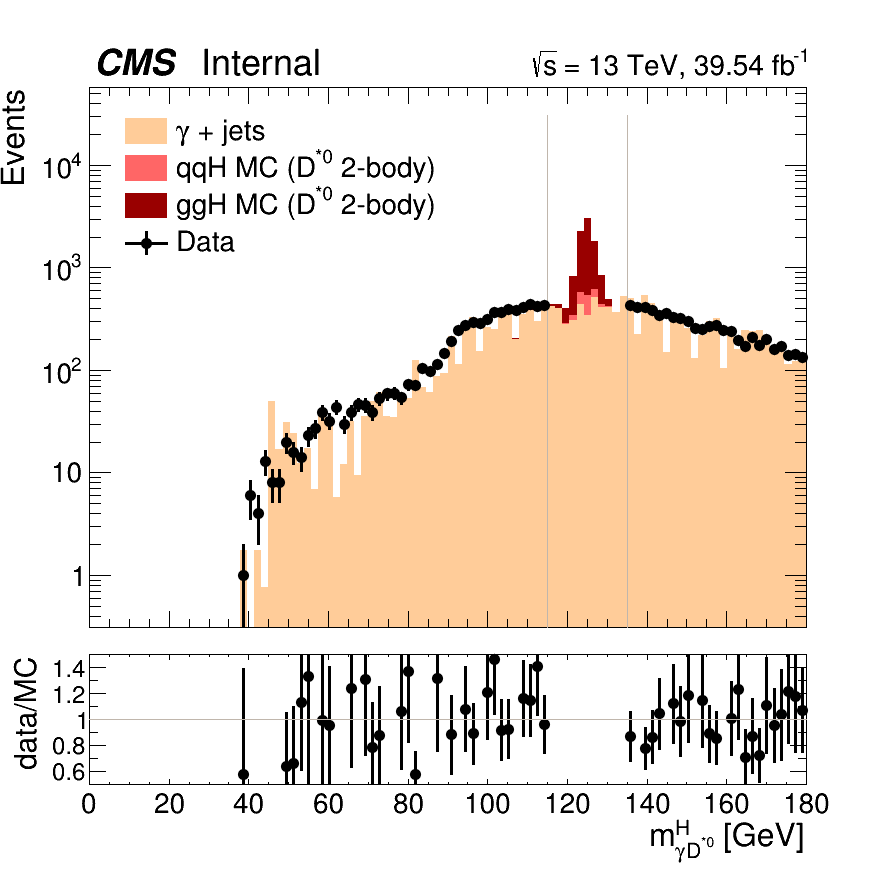 CMS Internal √s = 13 TeV, 39.54 fb⁻¹
Events
γ + jets
qqH MC (D*⁰ 2-body)
ggH MC (D*⁰ 2-body)
Data
10⁴
10³
10²
10
1
data/MC
1.4
1.2
1
0.8
0.6
0 20 40 60 80 100 120 140 160 180
m^H_γD*⁰ [GeV]